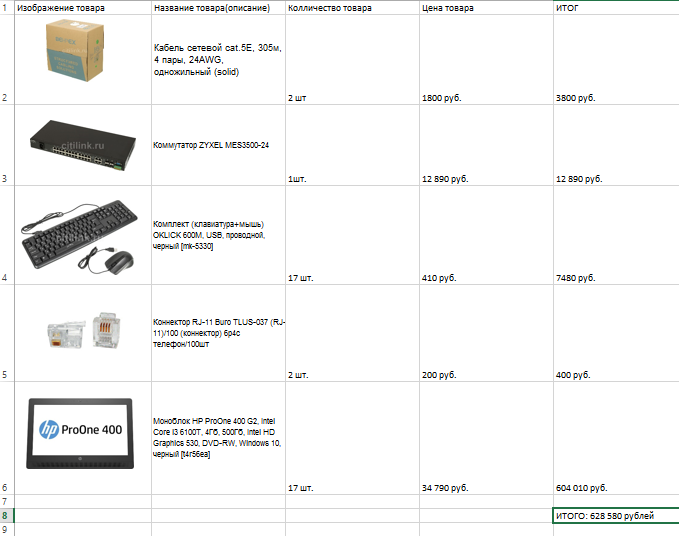 1 Изображение товара Название товара(описание) Колличество товара Цена товара ИТОГ
Кабель сетевой cat.5E, 305м,
4 пары, 24AWG,
одножильный (solid)
2 2 шт 1800 руб. 3800 руб.
citilink.ru
Коммутатор ZYXEL MES3500-24
3 1шт. 12 890 руб. 12 890 руб.
Комплект (клавиатура+мышь)
OKLICK 600M, USB, проводной,
черный [mk-5330]
4 17 шт. 410 руб. 7480 руб.
Коннектор RJ-11 Buro TLUS-037 (RJ-
11)/100 (коннектор) 6p4c
телефон/100шт
5 2 шт. 200 руб. 400 руб.
hp ProOne 400
Моноблок HP ProOne 400 G2, Intel
Core i3 6100T, 4Гб, 500Гб, Intel HD
Graphics 530, DVD-RW, Windows 10,
черный [t4r56ea]
6 17 шт. 34 790 руб. 604 010 руб.
7
8 ИТОГО: 628 580 рублей
9